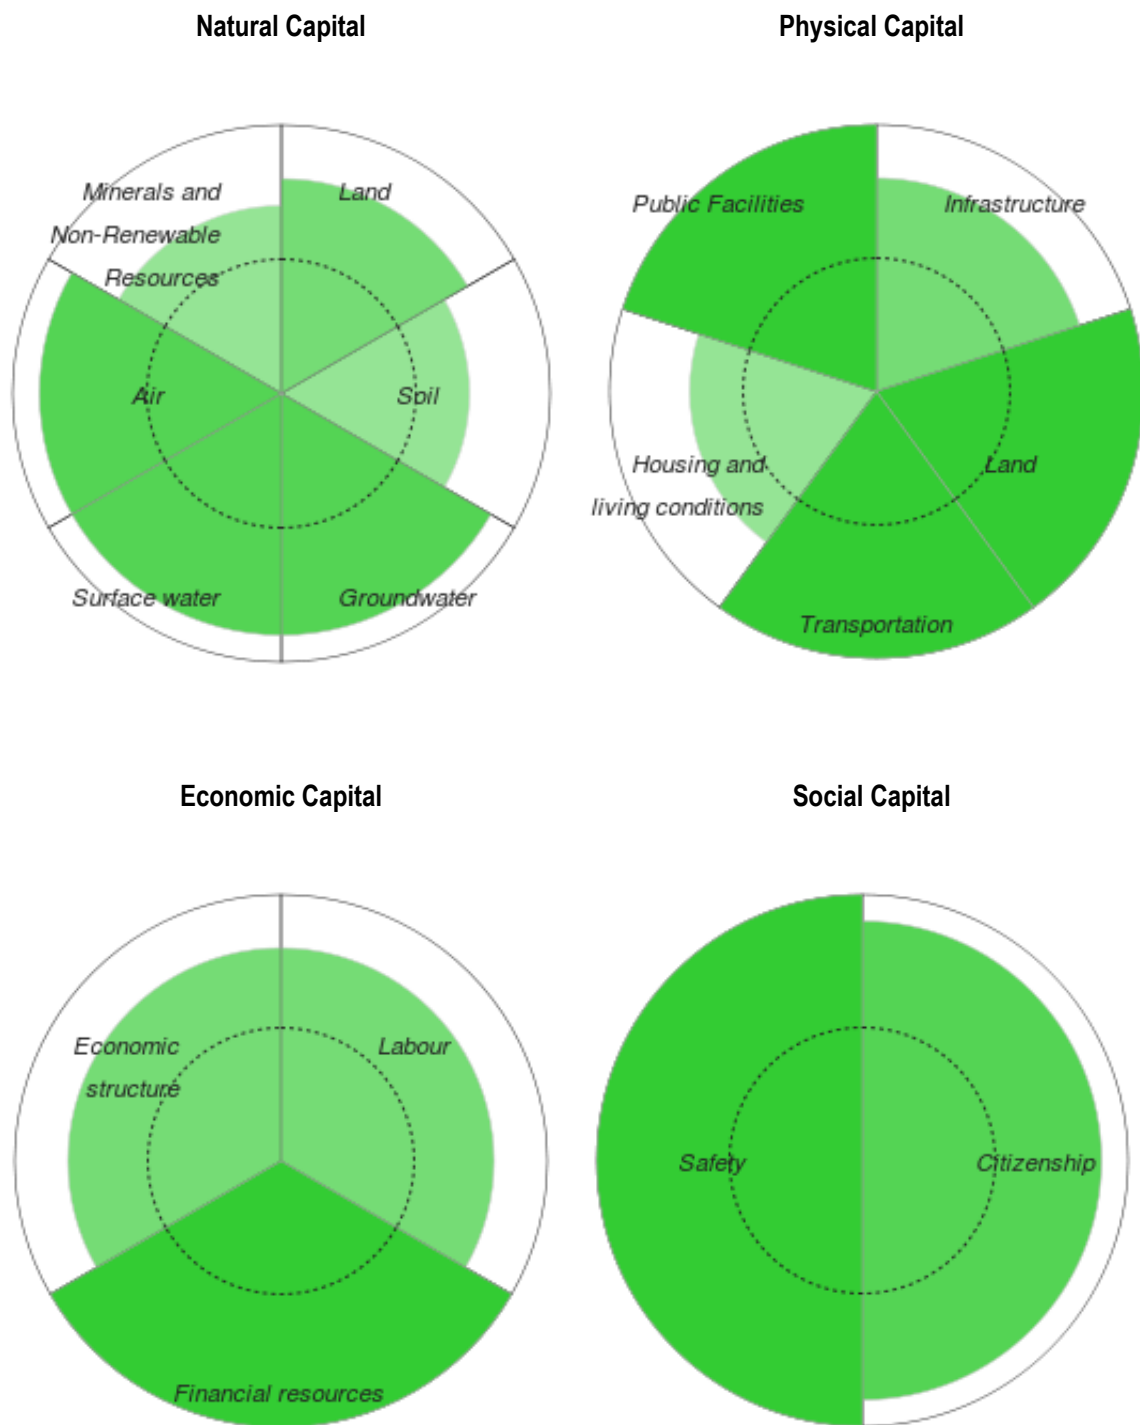 Natural Capital
Physical Capital
Minerals and
Non-Renewable
Resources
Land
Air
Soil
Surface water
Groundwater
Public Facilities
Infrastructure
Housing and
living conditions
Land
Transportation
Economic Capital
Social Capital
Economic
structure
Labour
Financial resources
Safety
Citizenship